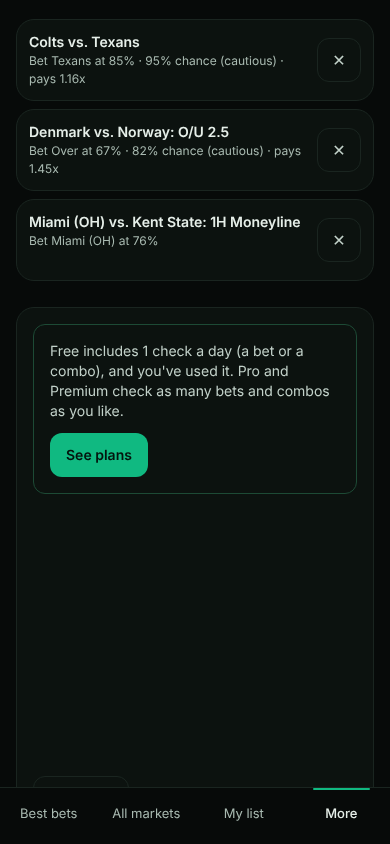 Colts vs. Texans
Bet Texans at 85% · 95% chance (cautious) ·
pays 1.16x
Denmark vs. Norway: O/U 2.5
Bet Over at 67% · 82% chance (cautious) · pays
1.45x
Miami (OH) vs. Kent State: 1H Moneyline
Bet Miami (OH) at 76%
Free includes 1 check a day (a bet or a
combo), and you've used it. Pro and
Premium check as many bets and combos
as you like.
See plans
Best bets
All markets
My list
More